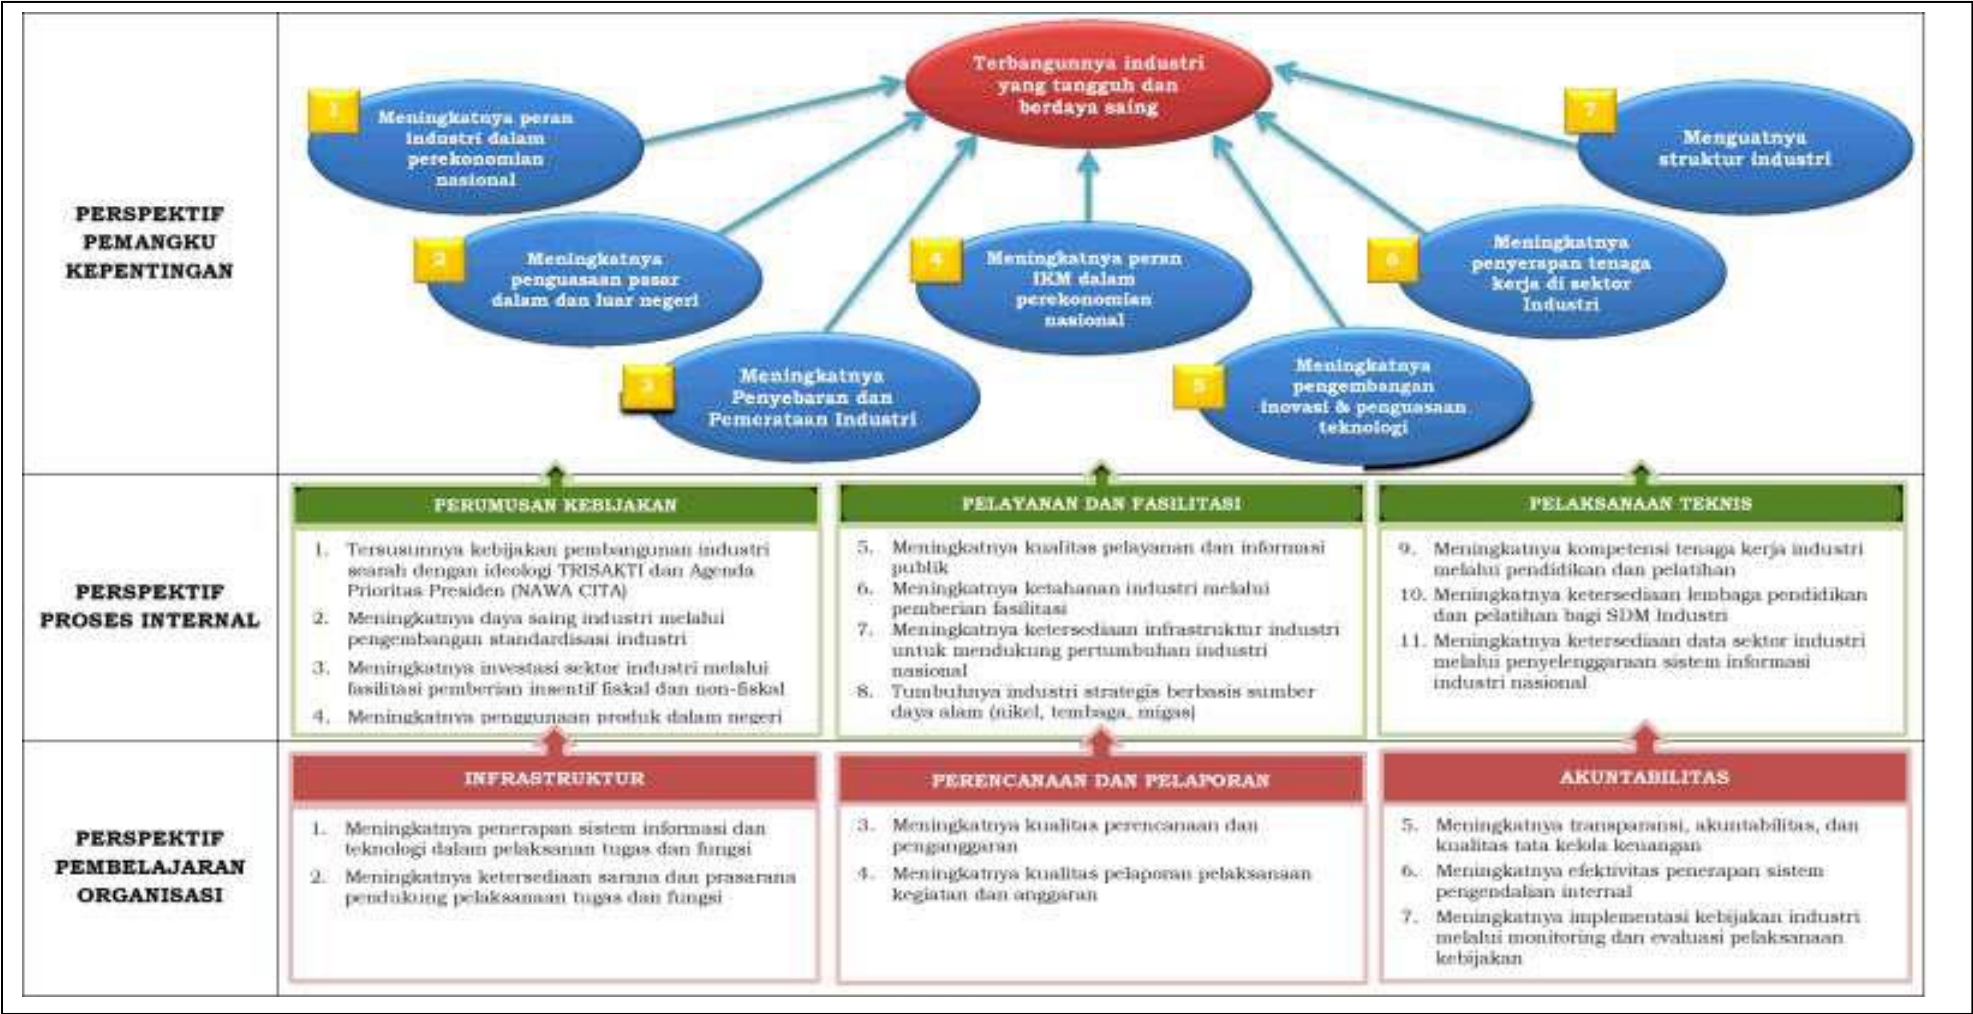 PERSPEKTIF
PEMANGKU
KEPENTINGAN
Terbangunnya industri
yang tangguh dan
berdaya saing
1
Meningkatnya peran
industri dalam
perekonomian
nasional
2
Meningkatnya
penguasaan pasar
dalam dan luar negeri
3
Meningkatnya
Penyebaran dan
Pemerataan Industri
4
Meningkatnya peran
IKM dalam
perekonomian
nasional
5
Meningkatnya
pengembangan
inovasi & penguasaan
teknologi
6
Meningkatnya
penyerapan tenaga
kerja di sektor
Industri
7
Menguatnya
struktur industri
PERSPEKTIF
PROSES INTERNAL
PERUMUSAN KEBIJAKAN
1. Tersusunnya kebijakan pembangunan industri
searah dengan ideologi TRISAKTI dan Agenda
Prioritas Presiden (NAWA CITA)
2. Meningkatnya daya saing industri melalui
pengembangan standardisasi industri
3. Meningkatnya investasi sektor industri melalui
fasilitasi pemberian insentif fiskal dan non-fiskal
4. Meningkatnya penggunaan produk dalam negeri
PELAYANAN DAN FASILITASI
5. Meningkatnya kualitas pelayanan dan informasi
publik
6. Meningkatnya ketahanan industri melalui
pemberian fasilitasi
7. Meningkatnya ketersediaan infrastruktur industri
untuk mendukung pertumbuhan industri
nasional
8. Tumbuhnya industri strategis berbasis sumber
daya alam (nikel, tembaga, migas)
PELAKSANAAN TEKNIS
9. Meningkatnya kompetensi tenaga kerja industri
melalui pendidikan dan pelatihan
10. Meningkatnya ketersediaan lembaga pendidikan
dan pelatihan bagi SDM Industri
11. Meningkatnya ketersediaan data sektor industri
melalui penyelenggaraan sistem informasi
industri nasional
PERSPEKTIF
PEMBELAJARAN
ORGANISASI
INFRASTRUKTUR
1. Meningkatnya penerapan sistem informasi dan
teknologi dalam pelaksanan tugas dan fungsi
2. Meningkatnya ketersediaan sarana dan prasarana
pendukung pelaksanaan tugas dan fungsi
PERENCANAAN DAN PELAPORAN
3. Meningkatnya kualitas perencanaan dan
penganggaran
4. Meningkatnya kualitas pelaporan pelaksanaan
kegiatan dan anggaran
AKUNTABILITAS
5. Meningkatnya transparansi, akuntabilitas, dan
kualitas tata kelola keuangan
6. Meningkatnya efektivitas penerapan sistem
pengendalian internal
7. Meningkatnya implementasi kebijakan industri
melalui monitoring dan evaluasi pelaksanaan
kebijakan